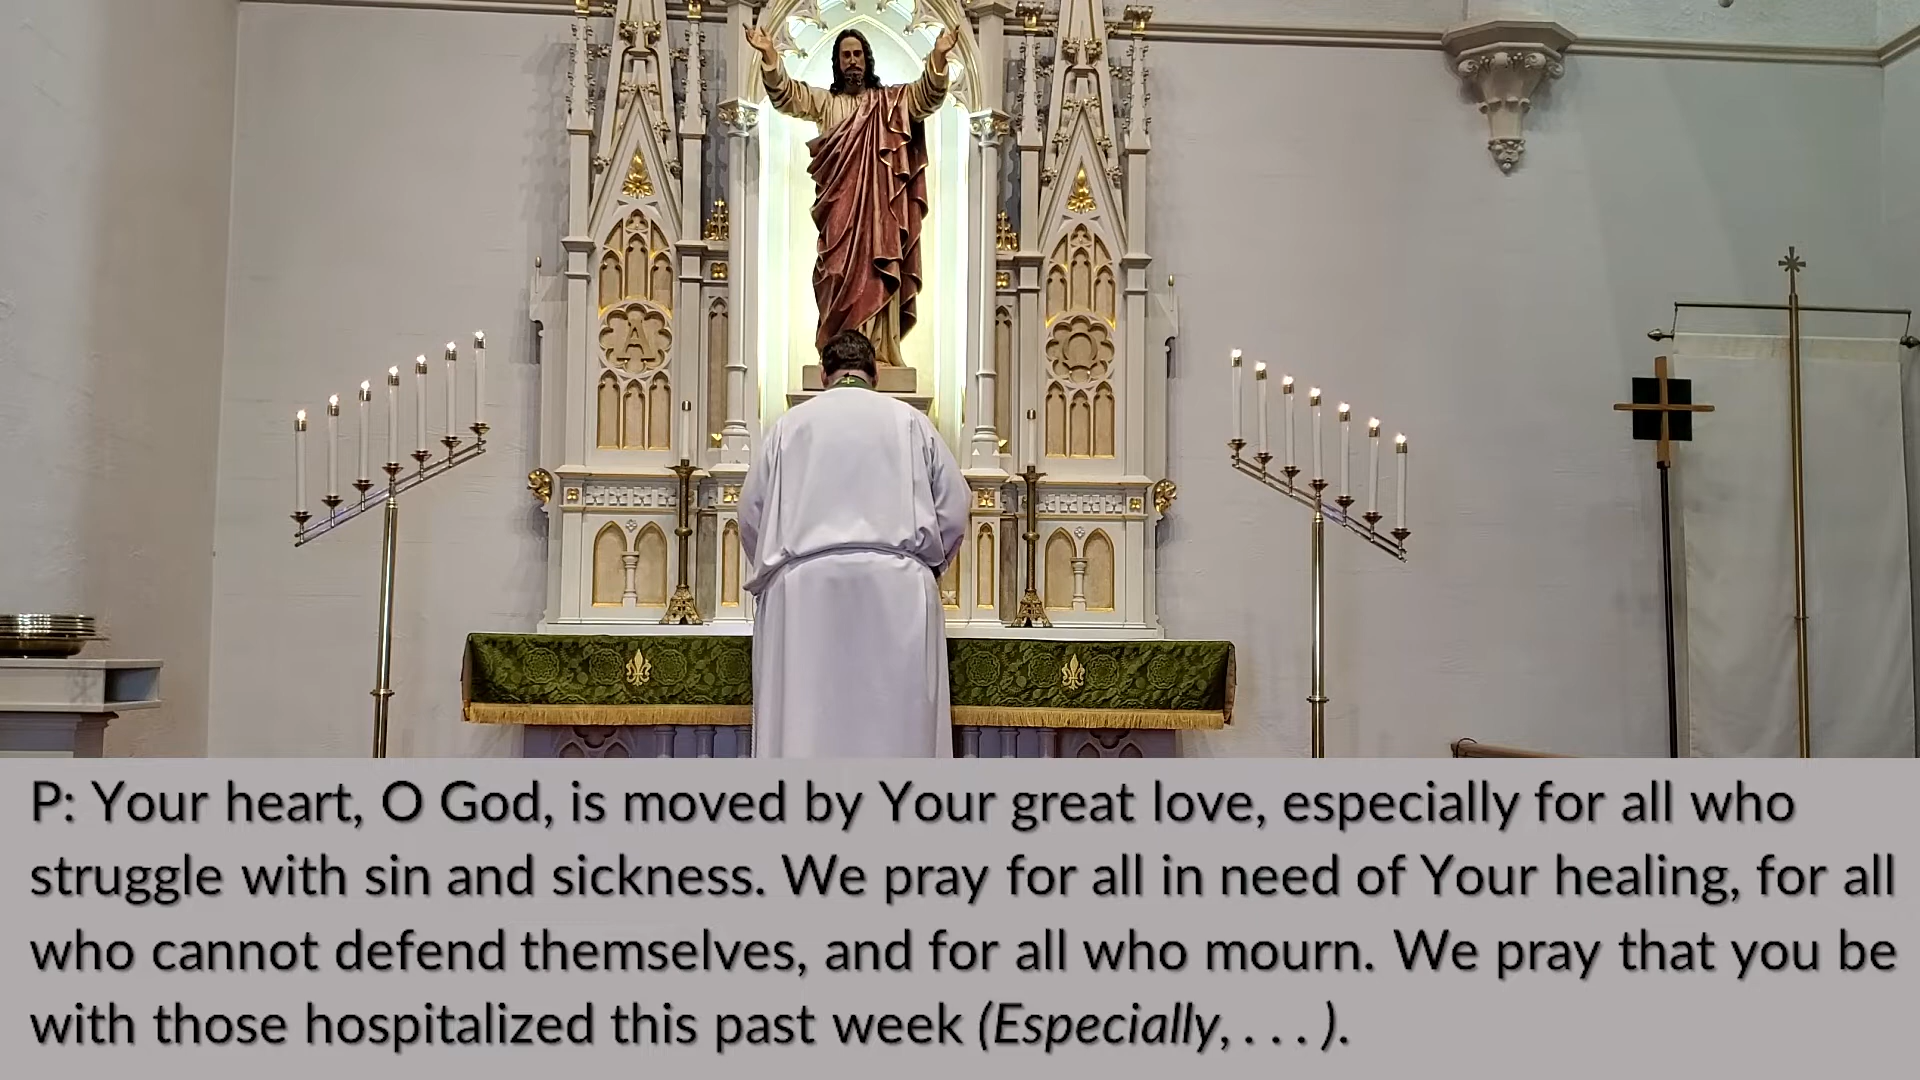 A
P: Your heart, O God, is moved by Your great love, especially for all who
struggle with sin and sickness. We pray for all in need of Your healing, for all
who cannot defend themselves, and for all who mourn. We pray that you be
with those hospitalized this past week (Especially, . . . ).